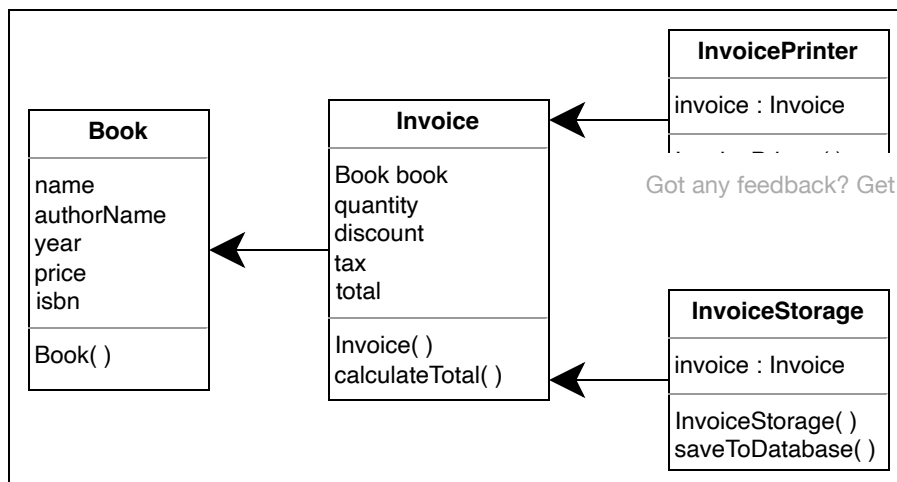 Book
name
authorName
year
price
isbn
Book( )
Invoice
Book book
quantity
discount
tax
total
Invoice( )
calculateTotal( )
InvoicePrinter
invoice : Invoice
Got any feedback? Get
InvoiceStorage
invoice : Invoice
InvoiceStorage( )
saveToDatabase( )